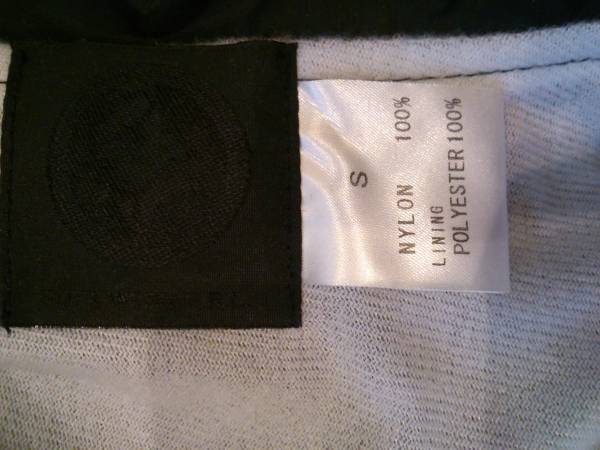 S
NYLON 100%
LINING
POLYESTER 100%